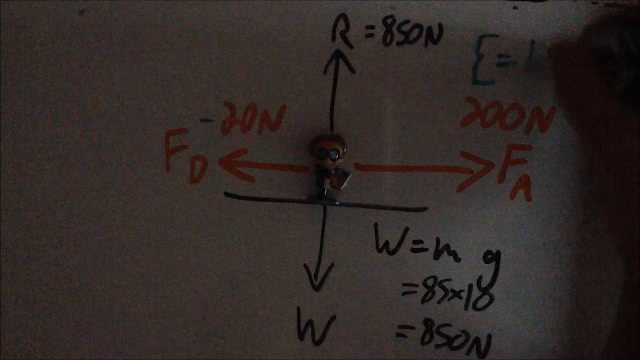 R = 850N
-20N
200N
F_D
F_A
W = m g
= 85×10
W
= 850N